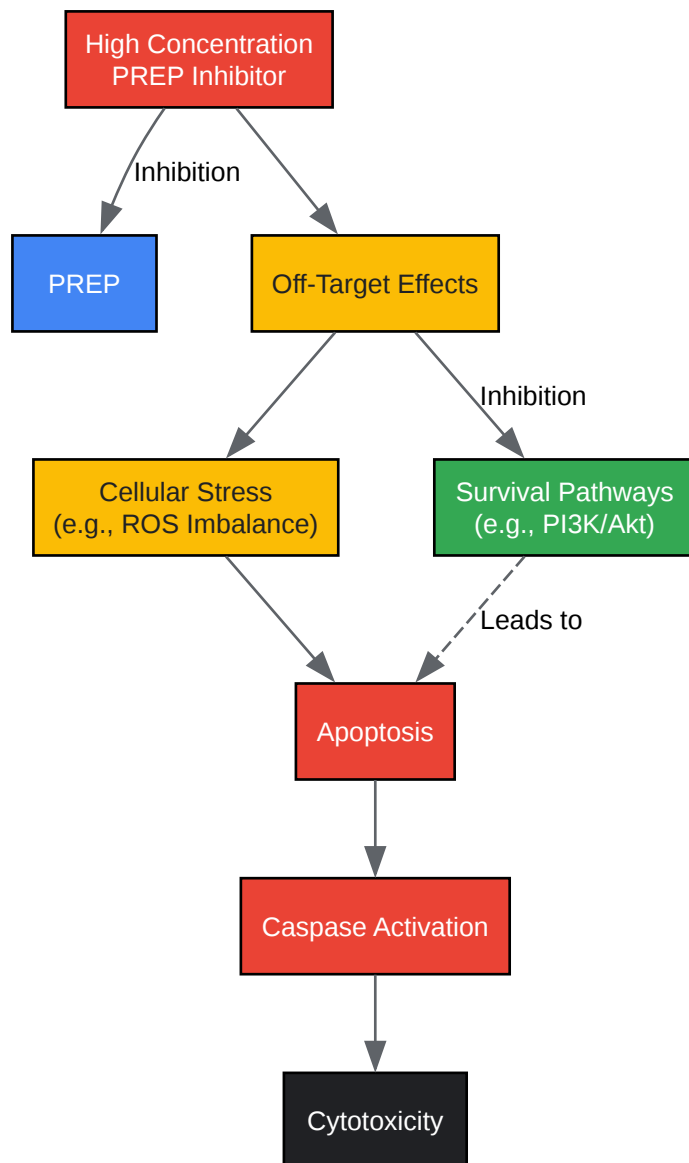 High Concentration
PREP Inhibitor
Inhibition
PREP
Off-Target Effects
Inhibition
Cellular Stress
(e.g., ROS Imbalance)
Survival Pathways
(e.g., PI3K/Akt)
Leads to
Apoptosis
Caspase Activation
Cytotoxicity